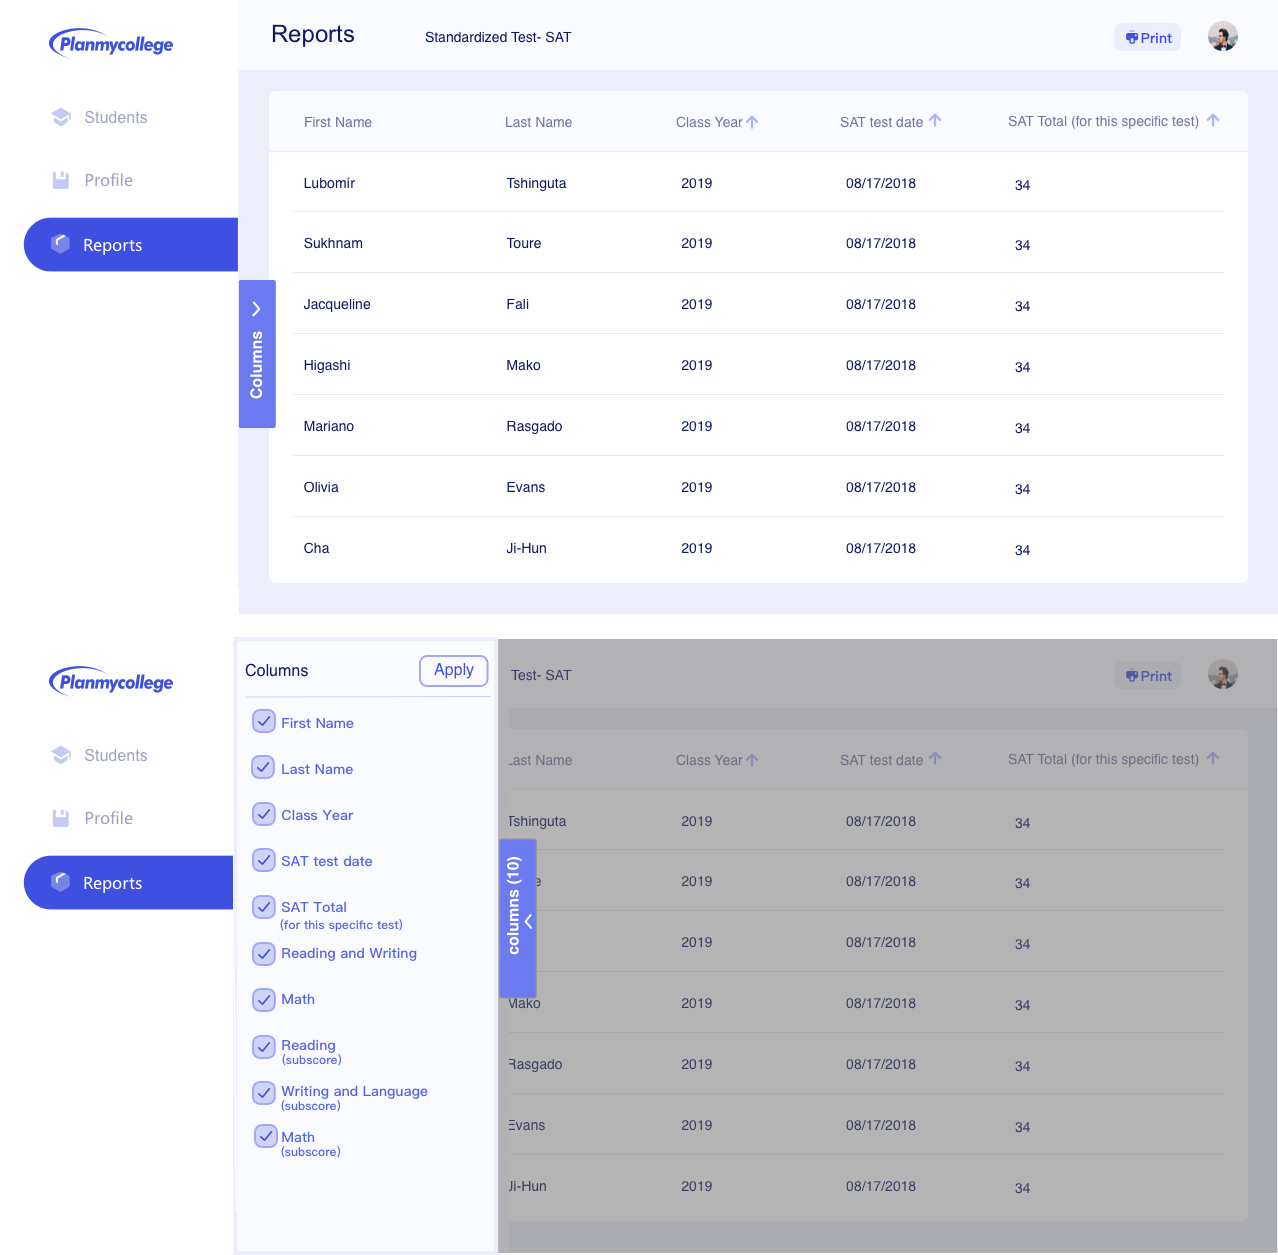 Planmycollege
Reports
Standardized Test- SAT
Print
Students
Profile
Reports
Columns
First Name Last Name Class Year SAT test date SAT Total (for this specific test)
Lubomír Tshinguta 2019 08/17/2018 34
Sukhnam Toure 2019 08/17/2018 34
Jacqueline Fali 2019 08/17/2018 34
Higashi Mako 2019 08/17/2018 34
Mariano Rasgado 2019 08/17/2018 34
Olivia Evans 2019 08/17/2018 34
Cha Ji-Hun 2019 08/17/2018 34
Planmycollege
Students
Profile
Reports
Columns
Apply
First Name
Last Name
Class Year
SAT test date
SAT Total
(for this specific test)
Reading and Writing
Math
Reading
(subscore)
Writing and Language
(subscore)
Math
(subscore)
columns (10)
Test- SAT
Print
Last Name Class Year SAT test date SAT Total (for this specific test)
Tshinguta 2019 08/17/2018 34
e 2019 08/17/2018 34
2019 08/17/2018 34
Mako 2019 08/17/2018 34
Rasgado 2019 08/17/2018 34
Evans 2019 08/17/2018 34
Ji-Hun 2019 08/17/2018 34